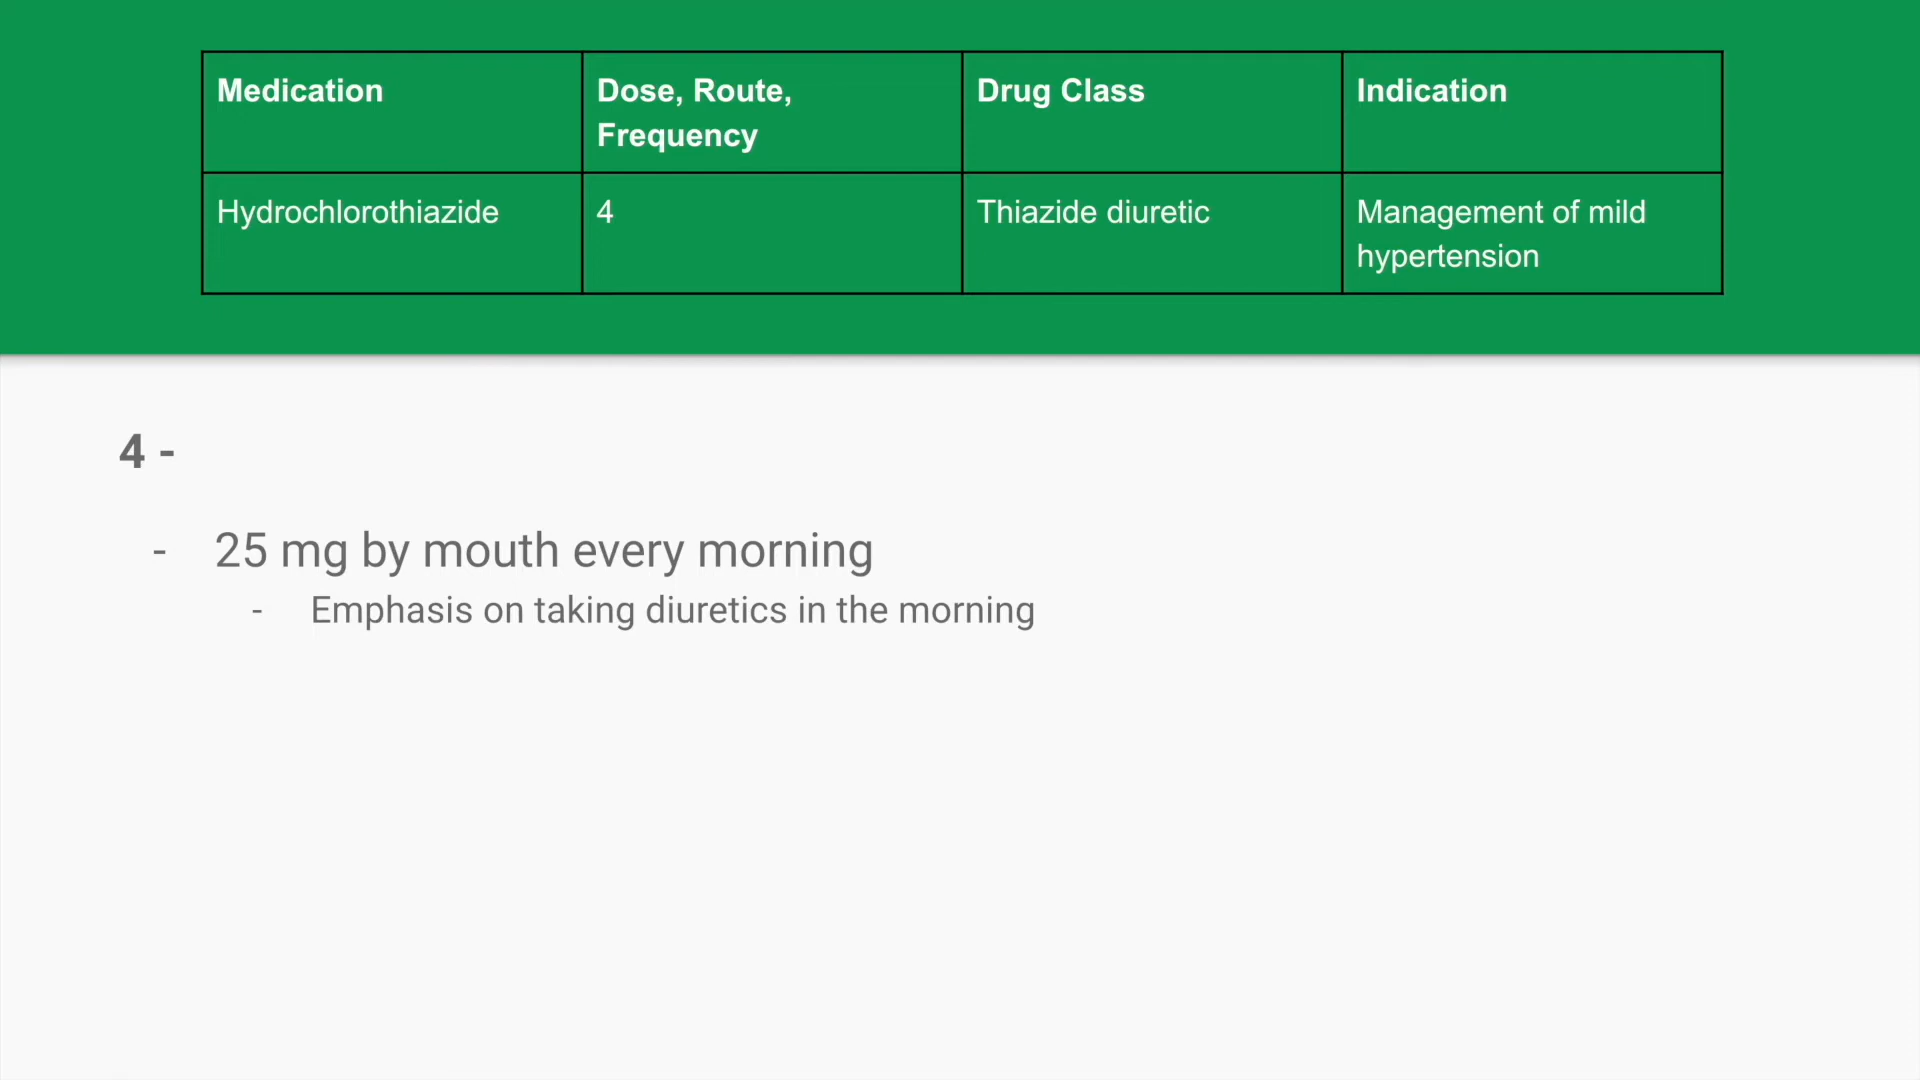 Medication
Dose, Route,
Frequency
Drug Class
Indication
Hydrochlorothiazide
4
Thiazide diuretic
Management of mild
hypertension
4 -
- 25 mg by mouth every morning
- Emphasis on taking diuretics in the morning